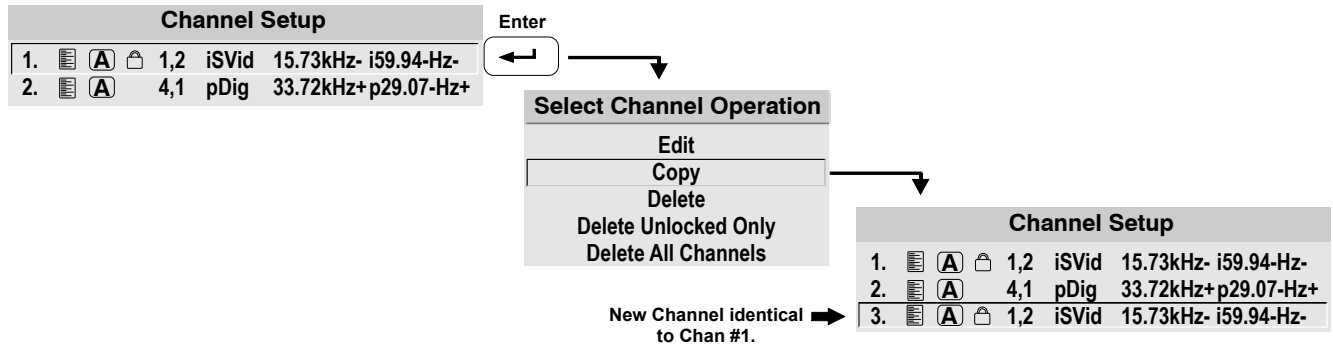 Channel Setup
1. A 1,2 iSVid 15.73kHz- i59.94-Hz-
2. A 4,1 pDig 33.72kHz+p29.07-Hz+
Enter
Select Channel Operation
Edit
Copy
Delete
Delete Unlocked Only
Delete All Channels
Channel Setup
1. A 1,2 iSVid 15.73kHz- i59.94-Hz-
2. A 4,1 pDig 33.72kHz+p29.07-Hz+
3. A 1,2 iSVid 15.73kHz- i59.94-Hz-
New Channel identical
to Chan #1.